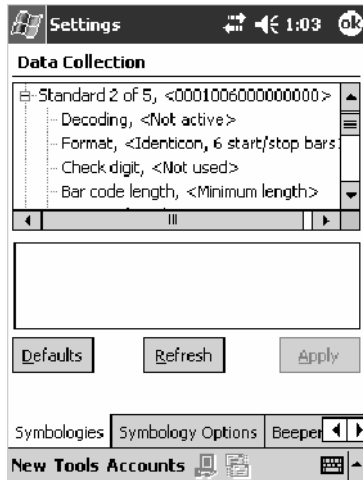 Settings 1:03 ok
Data Collection
Standard 2 of 5, <0001006000000000>
Decoding, <Not active>
Format, <Identicon, 6 start/stop bars
Check digit, <Not used>
Bar code length, <Minimum length>
Defaults Refresh Apply
Symbologies Symbology Options Beeper
New Tools Accounts